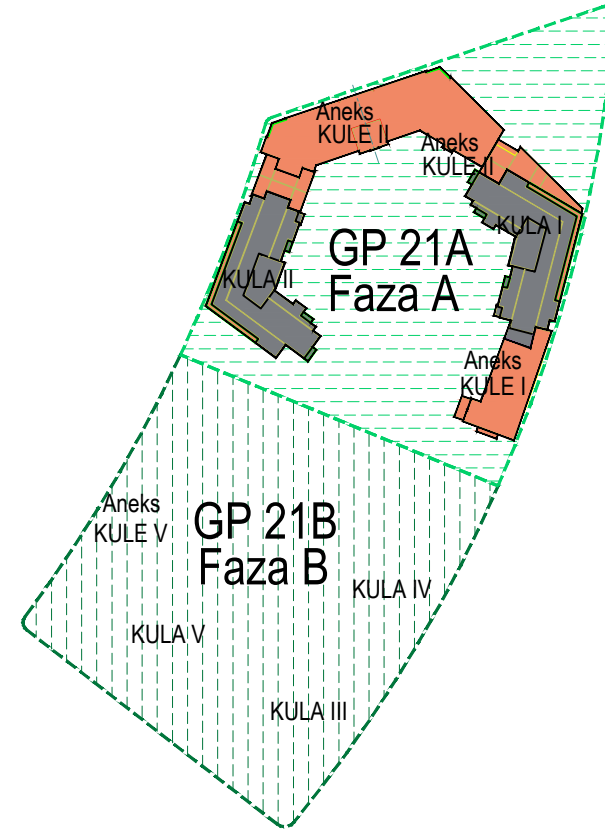 Aneks
KULE II
Aneks
KULE II
KULA I
GP 21A
Faza A
KULA II
Aneks
KULE I
Aneks
KULE V
GP 21B
Faza B
KULA IV
KULA V
KULA III